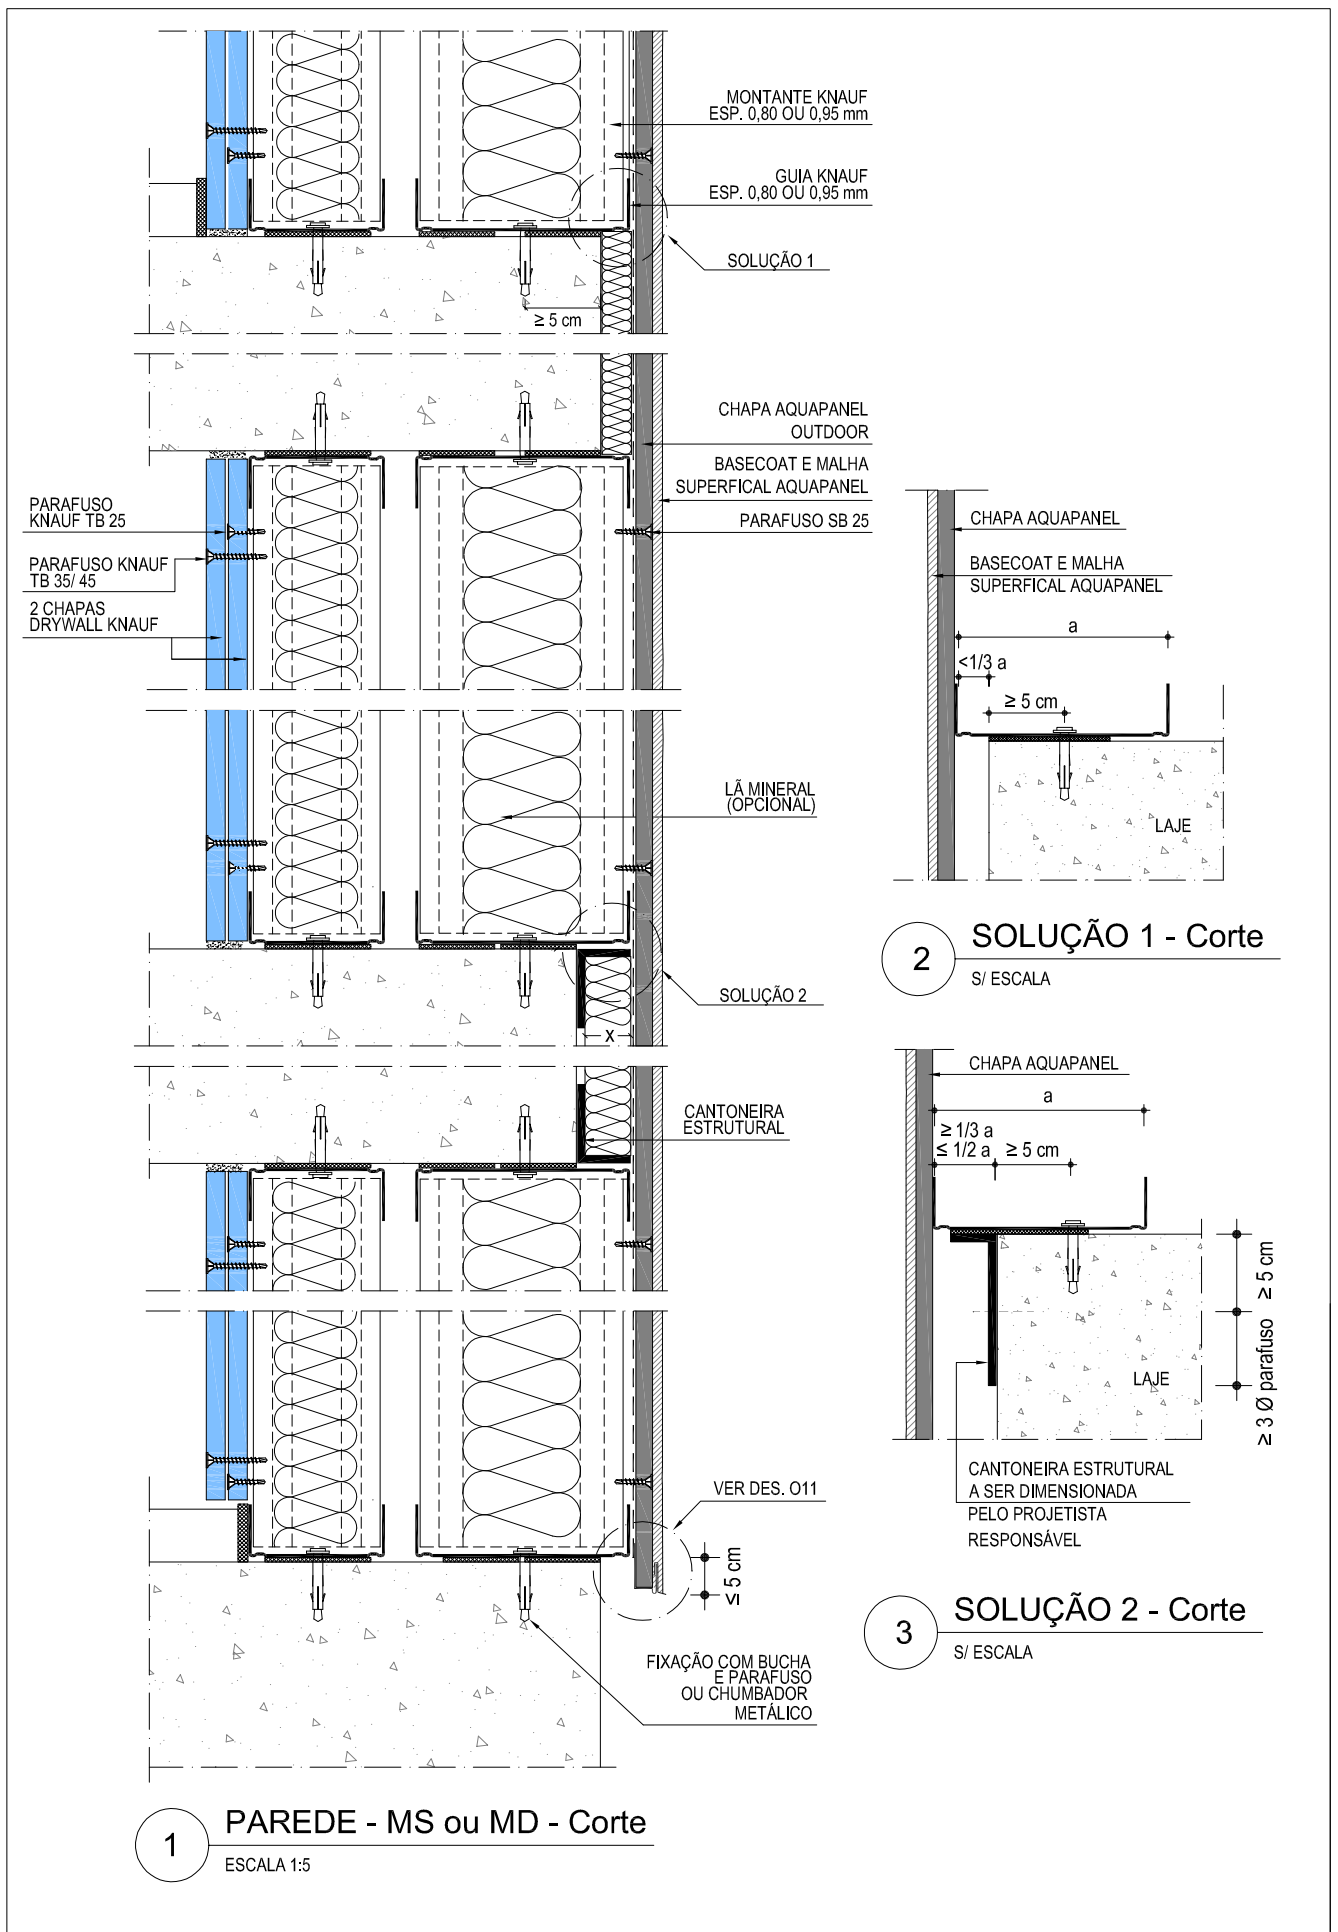 MONTANTE KNAUF
ESP. 0,80 OU 0,95 mm
GUIA KNAUF
ESP. 0,80 OU 0,95 mm
SOLUÇÃO 1
≥ 5 cm
CHAPA AQUAPANEL
OUTDOOR
BASECOAT E MALHA
SUPERFICAL AQUAPANEL
PARAFUSO SB 25
PARAFUSO
KNAUF TB 25
PARAFUSO KNAUF
TB 35/ 45
2 CHAPAS
DRYWALL KNAUF
LÃ MINERAL
(OPCIONAL)
SOLUÇÃO 2
X
CANTONEIRA
ESTRUTURAL
VER DES. O11
≤ 5 cm
FIXAÇÃO COM BUCHA
E PARAFUSO
OU CHUMBADOR
METÁLICO
1
PAREDE - MS ou MD - Corte
ESCALA 1:5
CHAPA AQUAPANEL
BASECOAT E MALHA
SUPERFICAL AQUAPANEL
a
<1/3 a
≥ 5 cm
LAJE
2
SOLUÇÃO 1 - Corte
S/ ESCALA
CHAPA AQUAPANEL
a
≥ 1/3 a
≤ 1/2 a
≥ 5 cm
≥ 5 cm
≥ 3 Ø parafuso
LAJE
CANTONEIRA ESTRUTURAL
A SER DIMENSIONADA
PELO PROJETISTA
RESPONSÁVEL
3
SOLUÇÃO 2 - Corte
S/ ESCALA